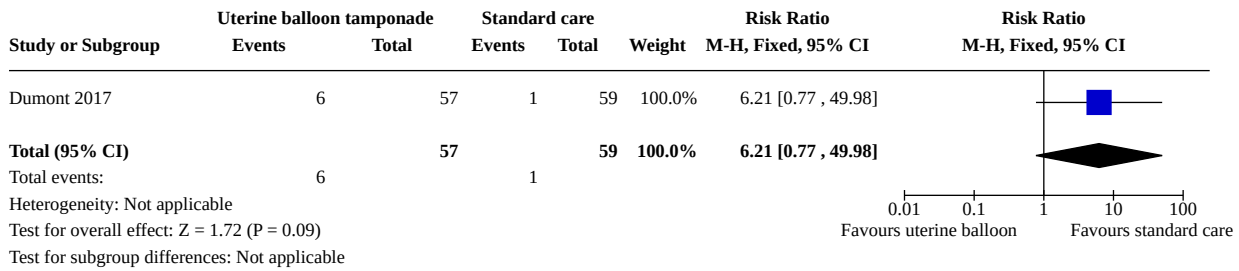 Uterine balloon tamponade Standard care Risk Ratio Risk Ratio
Study or Subgroup Events Total Events Total Weight M-H, Fixed, 95% CI M-H, Fixed, 95% CI
Dumont 2017 6 57 1 59 100.0% 6.21 [0.77 , 49.98]
Total (95% CI) 57 59 100.0% 6.21 [0.77 , 49.98]
Total events: 6 1
Heterogeneity: Not applicable
0.01 0.1 1 10 100
Test for overall effect: Z = 1.72 (P = 0.09)
Favours uterine balloon Favours standard care
Test for subgroup differences: Not applicable